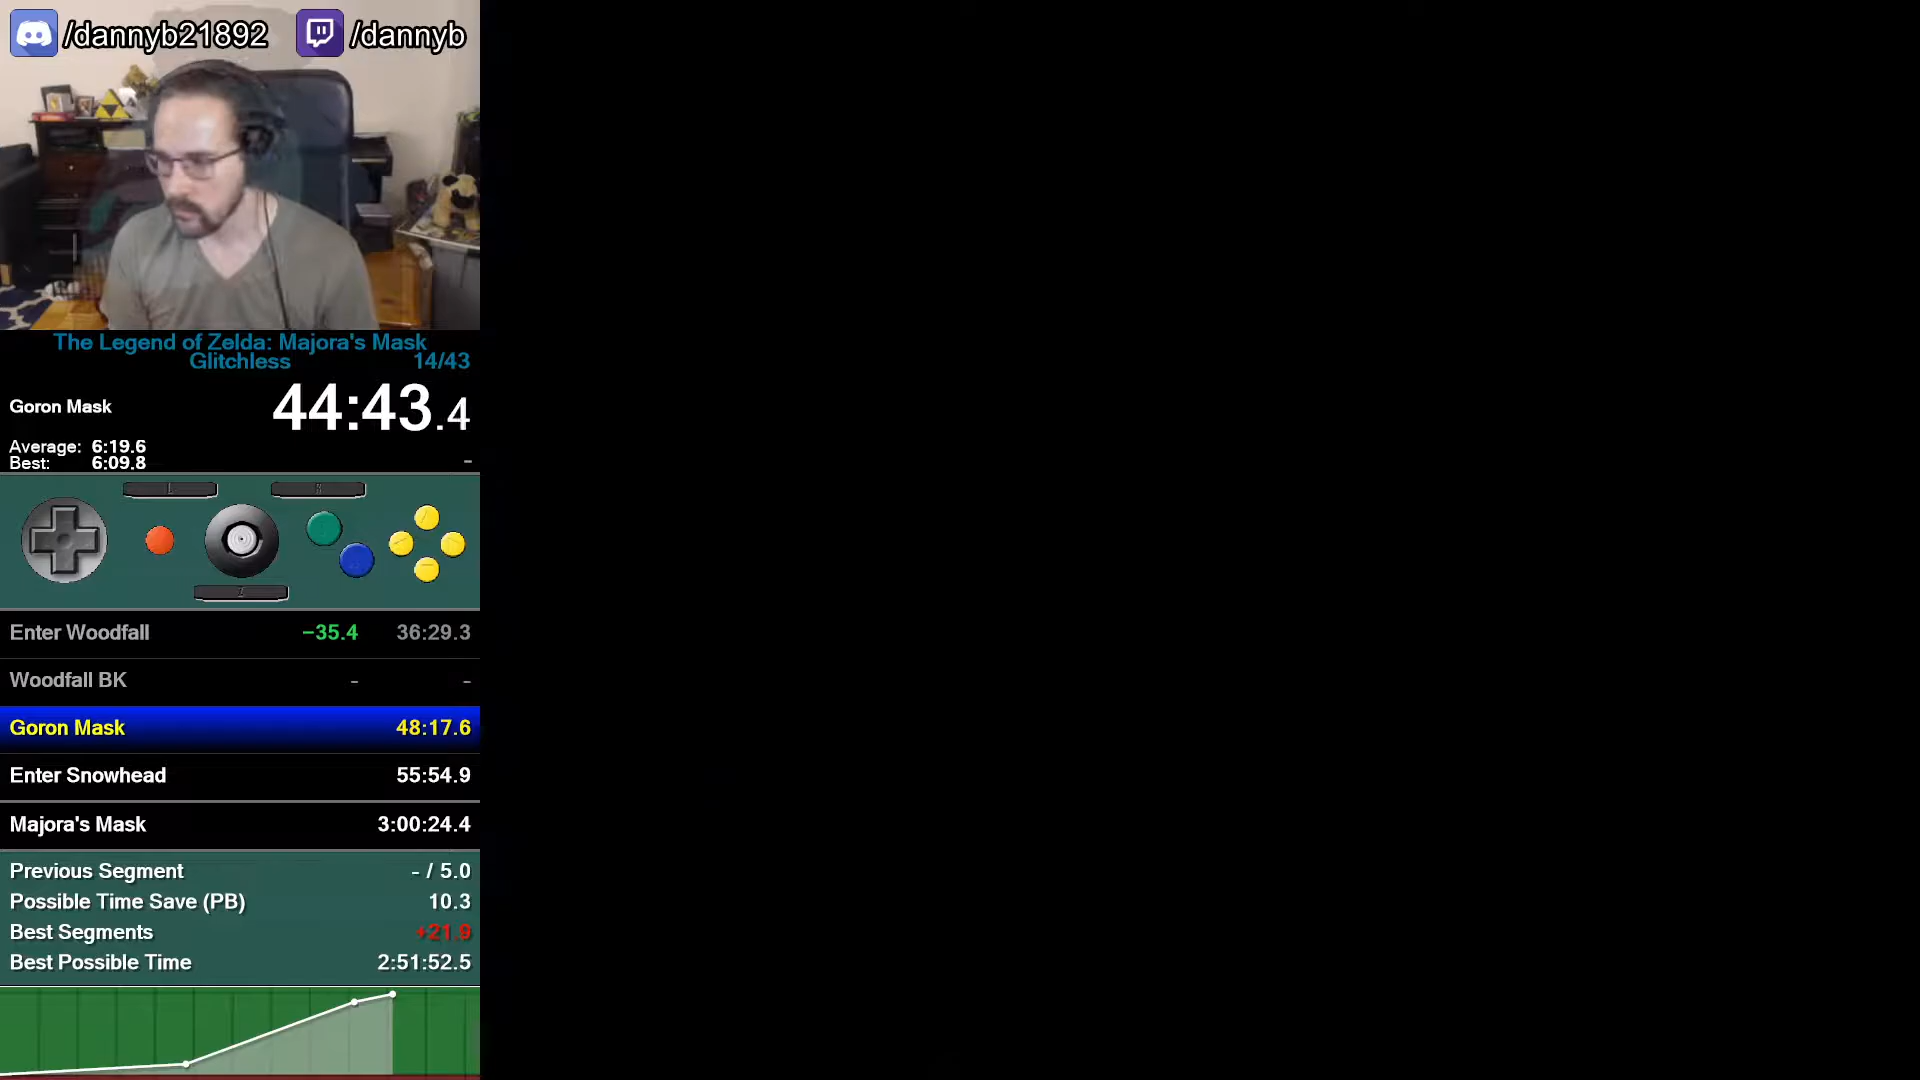 /dannyb21892 /dannyb
The Legend of Zelda: Majora's Mask
Glitchless 14/43
Goron Mask 44:43.4
Average: 6:19.6
Best: 6:09.8 -
L R
Z
Enter Woodfall −35.4 36:29.3
Woodfall BK - -
Goron Mask 48:17.6
Enter Snowhead 55:54.9
Majora's Mask 3:00:24.4
Previous Segment - / 5.0
Possible Time Save (PB) 10.3
Best Segments +21.9
Best Possible Time 2:51:52.5